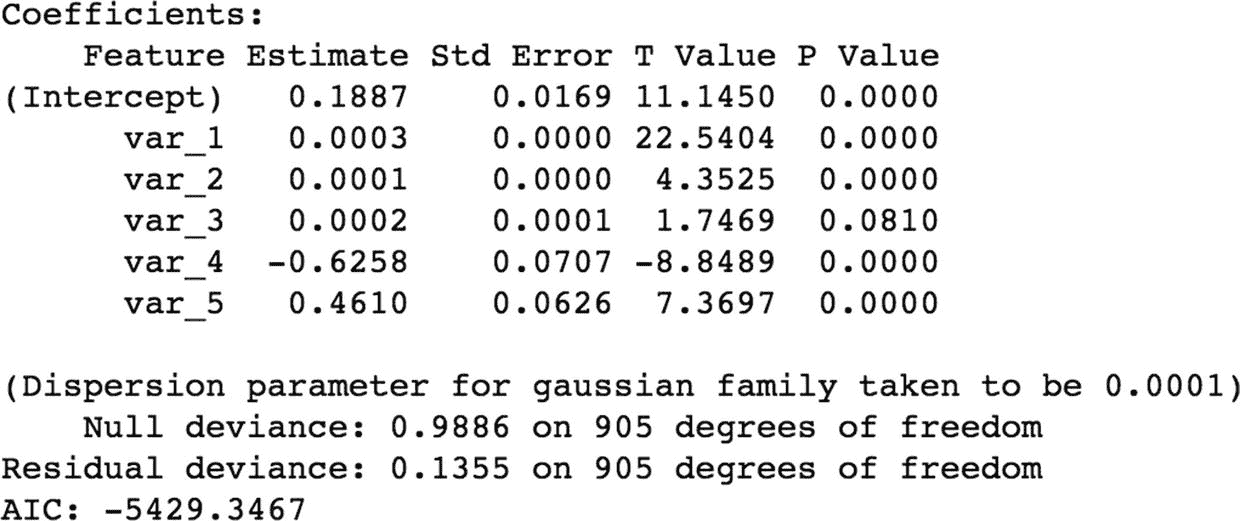 Coefficients:
Feature Estimate Std Error T Value P Value
(Intercept) 0.1887 0.0169 11.1450 0.0000
var_1 0.0003 0.0000 22.5404 0.0000
var_2 0.0001 0.0000 4.3525 0.0000
var_3 0.0002 0.0001 1.7469 0.0810
var_4 -0.6258 0.0707 -8.8489 0.0000
var_5 0.4610 0.0626 7.3697 0.0000
(Dispersion parameter for gaussian family taken to be 0.0001)
Null deviance: 0.9886 on 905 degrees of freedom
Residual deviance: 0.1355 on 905 degrees of freedom
AIC: -5429.3467